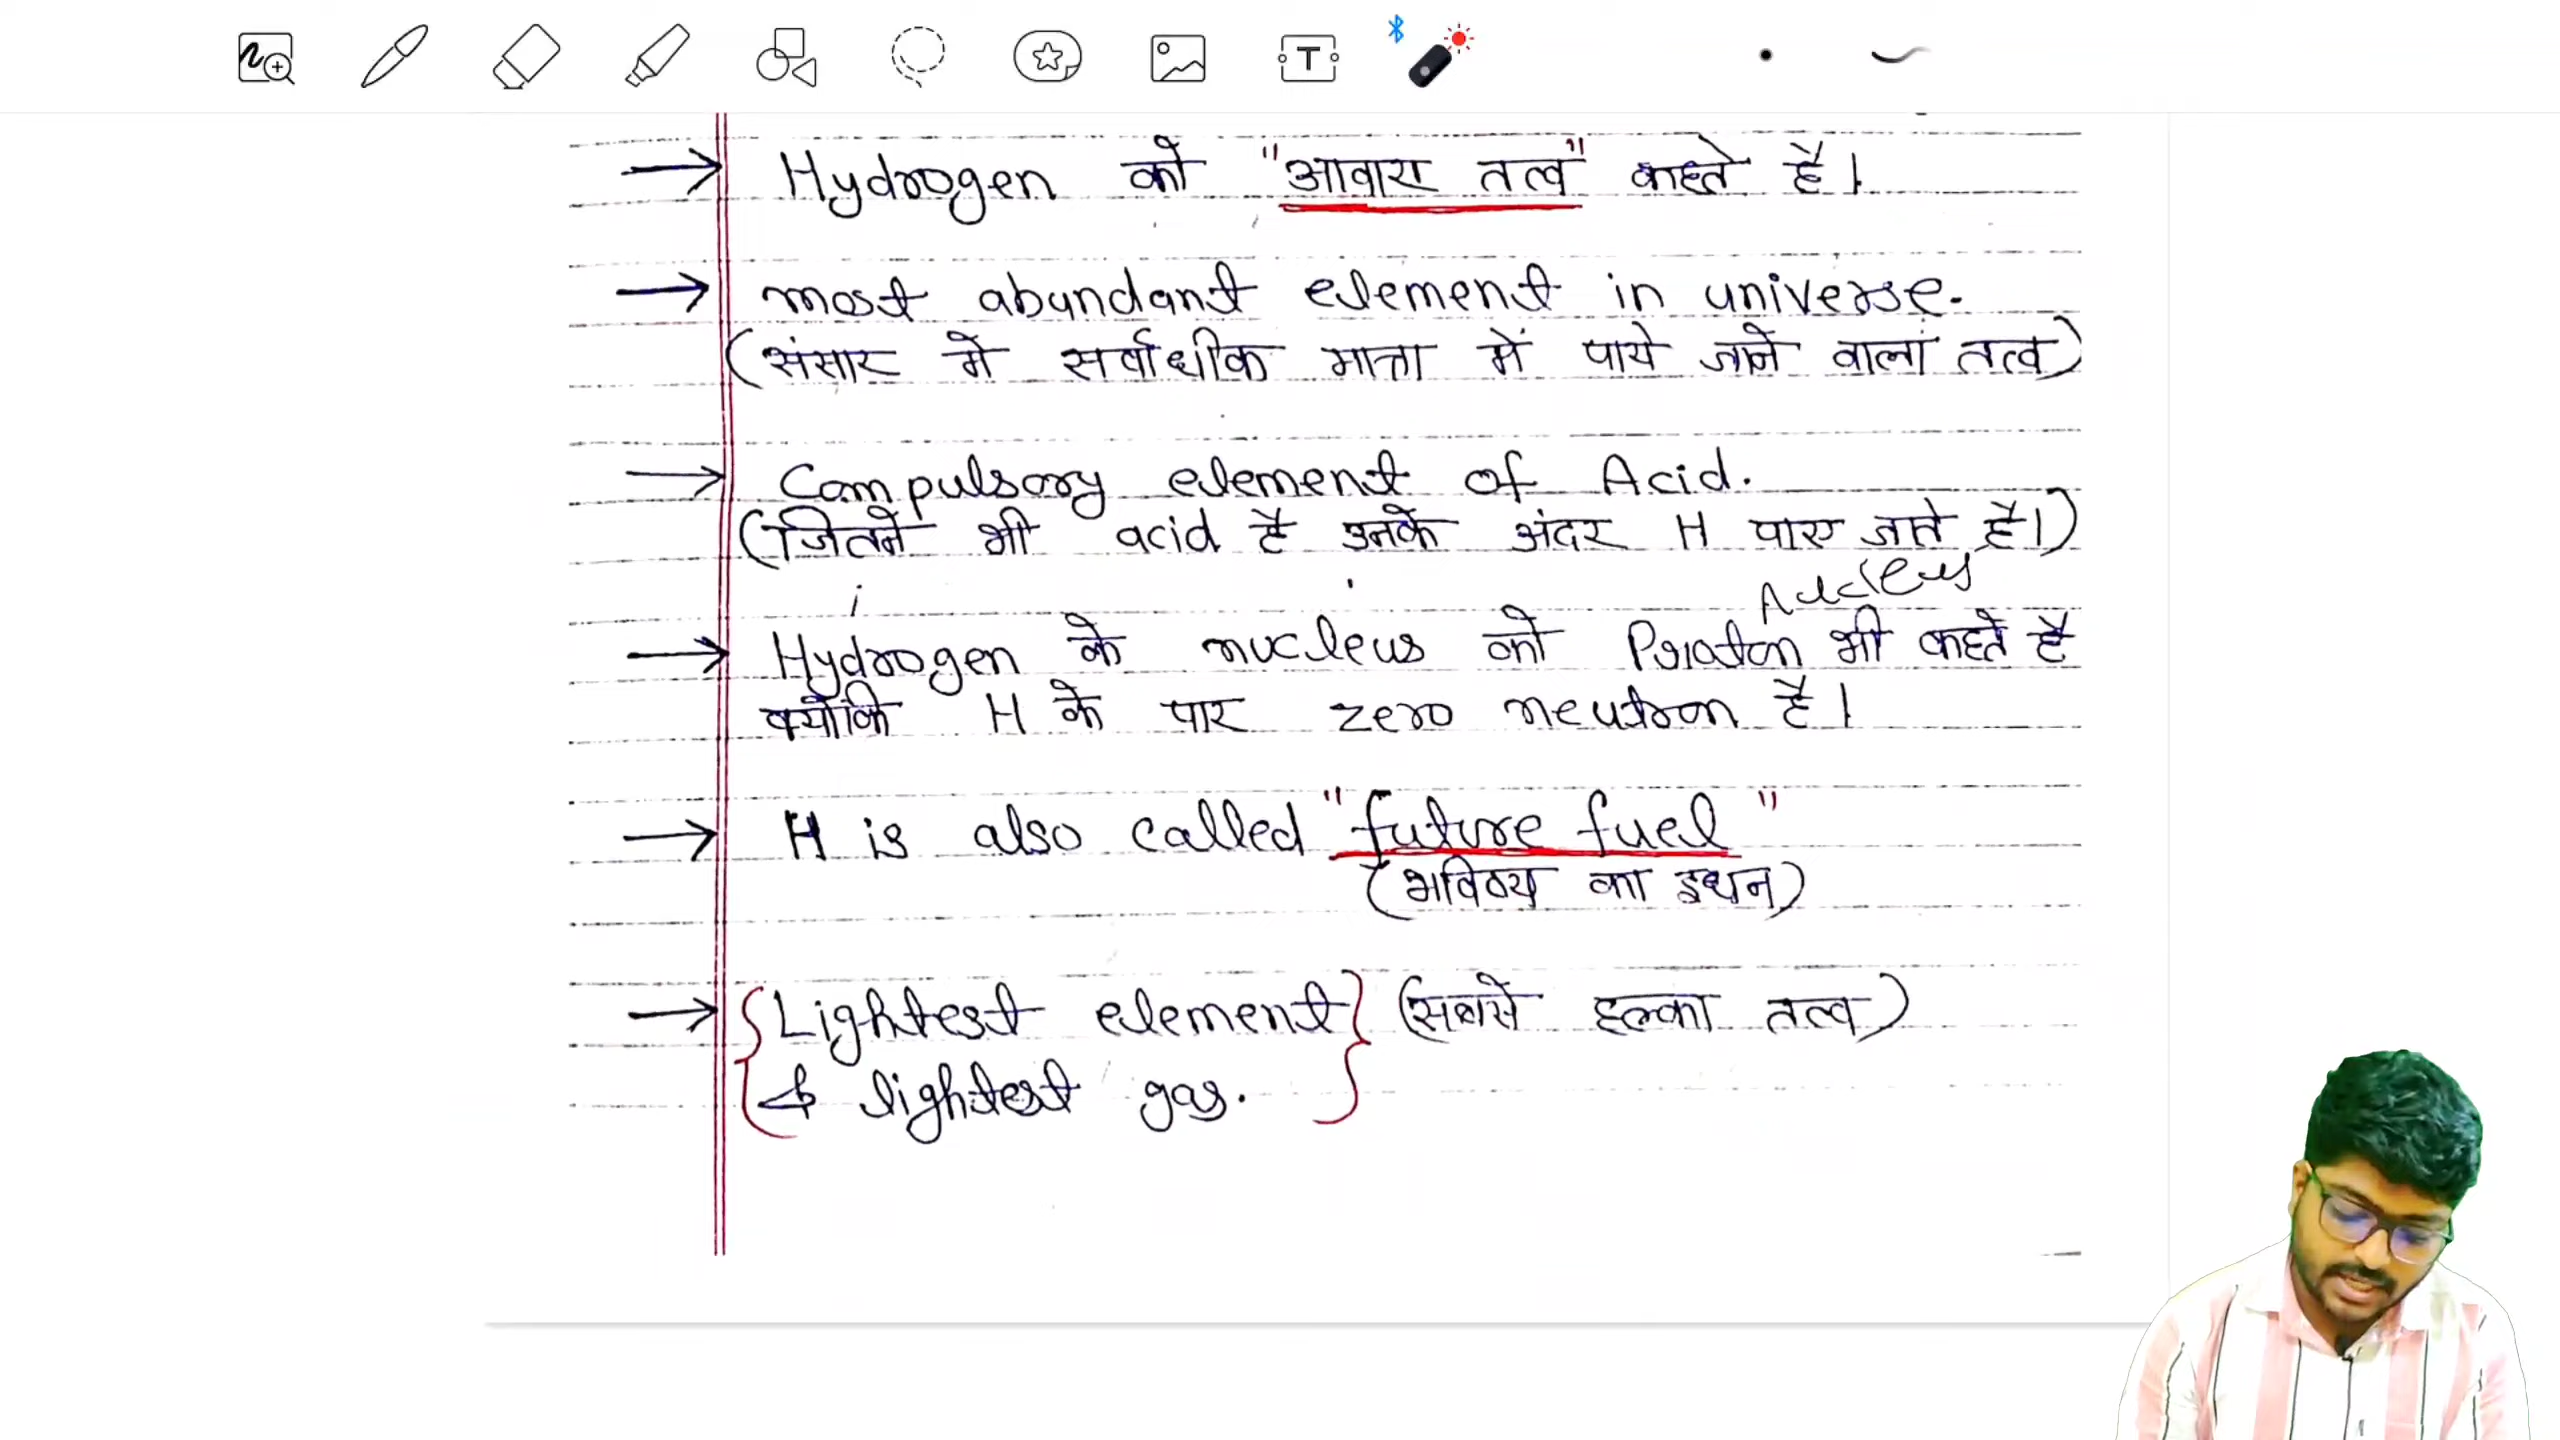 Hydrogen को "आवारा तत्व" कहते है।
most abundant element in universe.
(संसार में सर्वाधीक मात्रा में पाये जाने वाला तत्व)
Compulsory element of Acid.
(जितने भी acid है उनके अंदर H पाए जाते है।)
Nucleus
Hydrogen के nucleus को Proton भी कहते है
क्योंकि H के पार zero neutron है।
H is also called "future fuel"
(भविष्य का इधन)
{Lightest element} (सबसे हल्का तत्व)
& lightest gas.